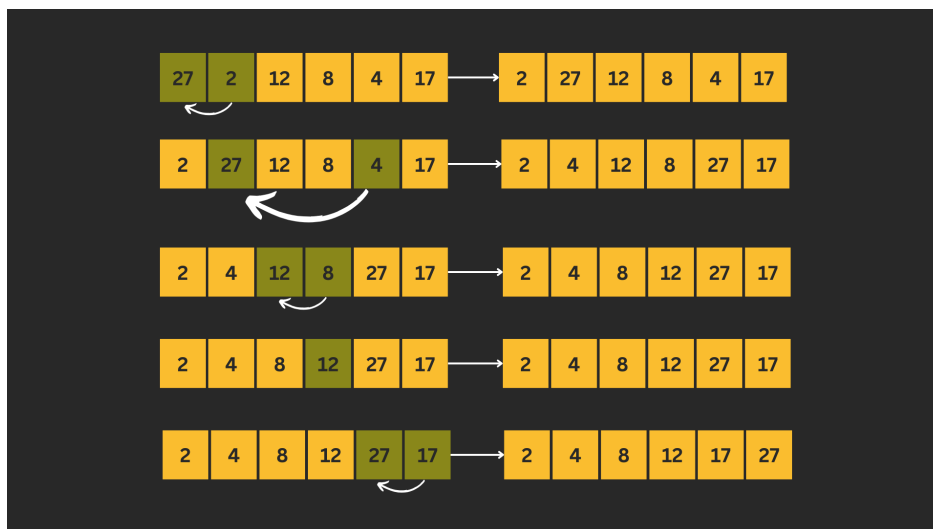 27 2 12 8 4 17 2 27 12 8 4 17
2 27 12 8 4 17 2 4 12 8 27 17
2 4 12 8 27 17 2 4 8 12 27 17
2 4 8 12 27 17 2 4 8 12 27 17
2 4 8 12 27 17 2 4 8 12 17 27